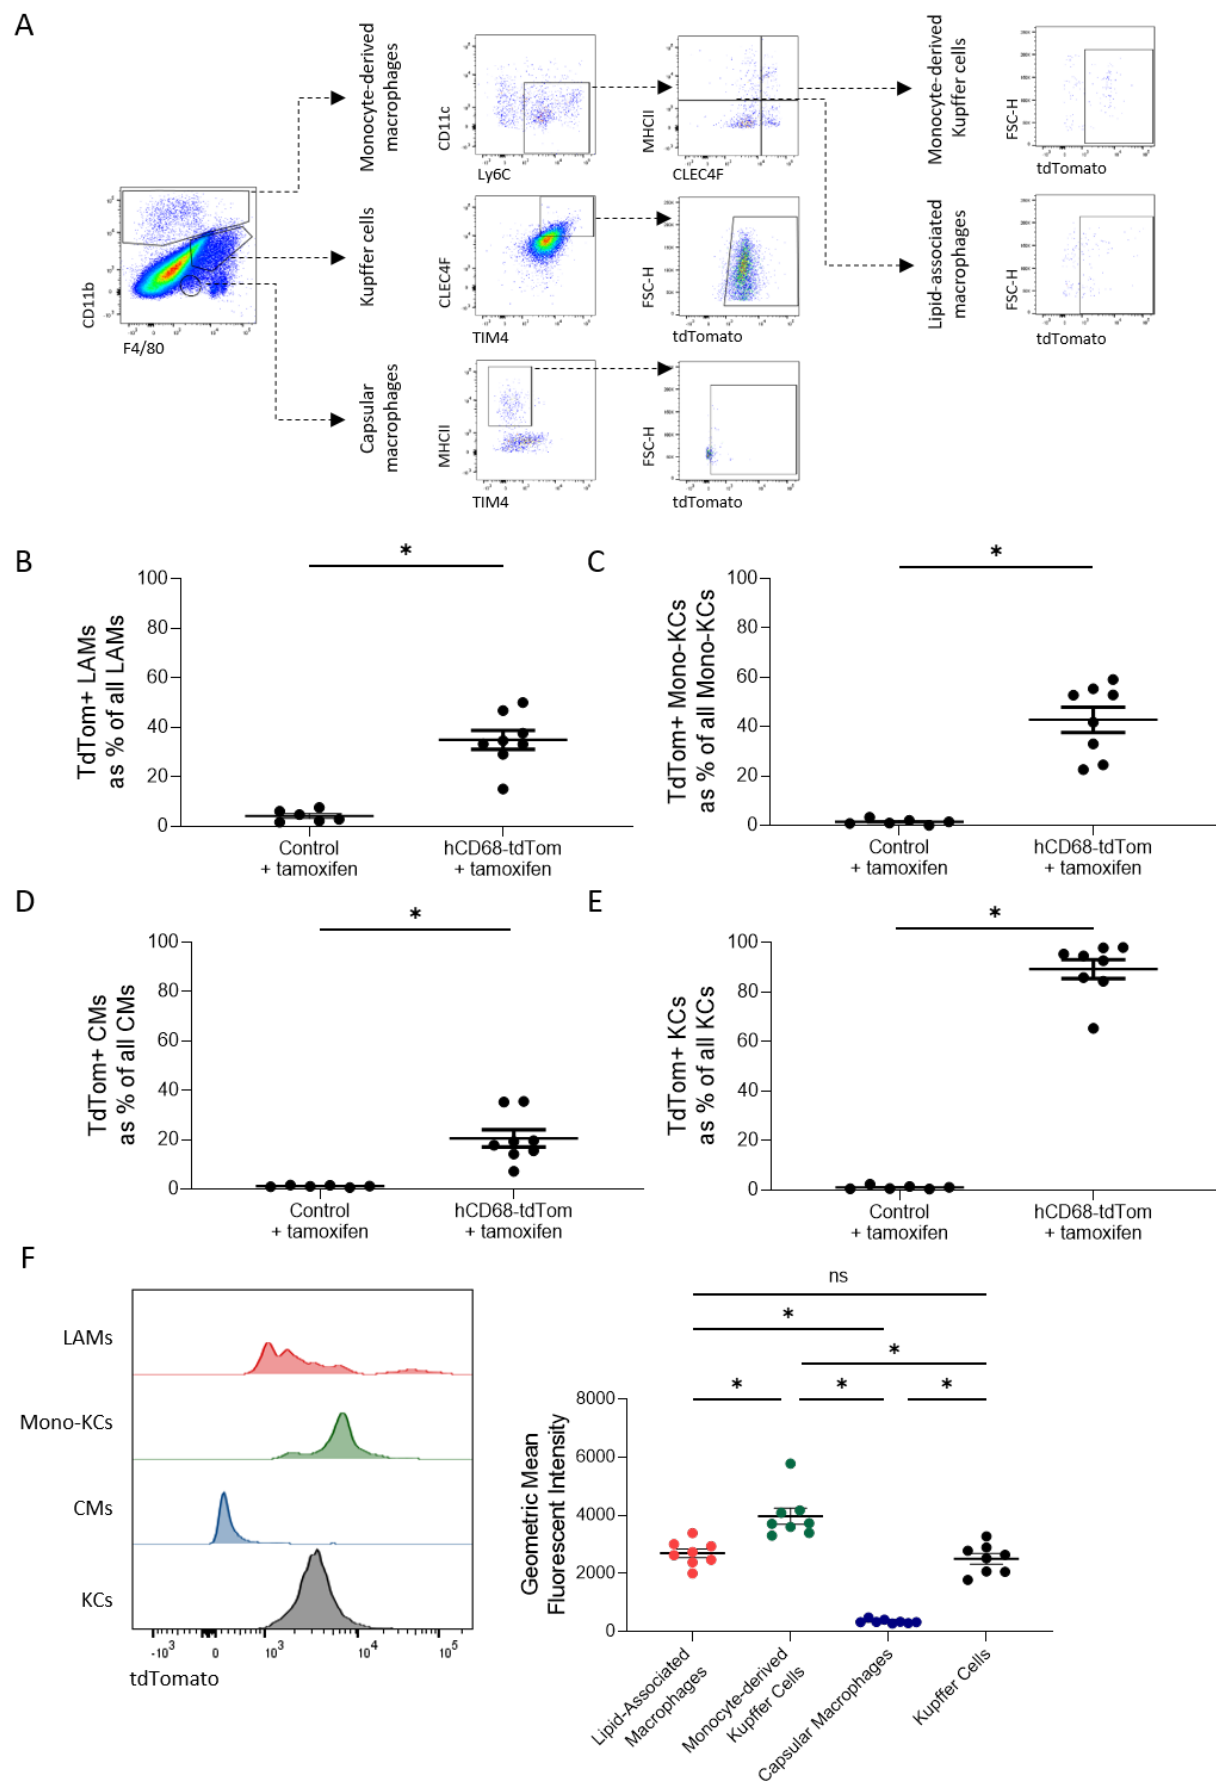 A
Monocyte-derived
macrophages
CD11c
Ly6C
MHCII
CLEC4F
Monocyte-derived
Kupffer cells
FSC-H
tdTomato
CD11b
F4/80
Kupffer cells
CLEC4F
TIM4
FSC-H
tdTomato
Lipid-associated
macrophages
FSC-H
tdTomato
Capsular
macrophages
MHCII
TIM4
FSC-H
tdTomato
B
*
TdTom+ LAMs
as % of all LAMs
100
80
60
40
20
0
Control
+ tamoxifen
hCD68-tdTom
+ tamoxifen
C
*
TdTom+ Mono-KCs
as % of all Mono-KCs
100
80
60
40
20
0
Control
+ tamoxifen
hCD68-tdTom
+ tamoxifen
D
*
TdTom+ CMs
as % of all CMs
100
80
60
40
20
0
Control
+ tamoxifen
hCD68-tdTom
+ tamoxifen
E
*
TdTom+ KCs
as % of all KCs
100
80
60
40
20
0
Control
+ tamoxifen
hCD68-tdTom
+ tamoxifen
F
LAMs
Mono-KCs
CMs
KCs
-10³ 0 10³ 10⁴ 10⁵
tdTomato
ns
*
*
* * *
Geometric Mean
Fluorescent Intensity
8000
6000
4000
2000
0
Lipid-Associated
Macrophages
Monocyte-derived
Kupffer Cells
Capsular Macrophages
Kupffer Cells